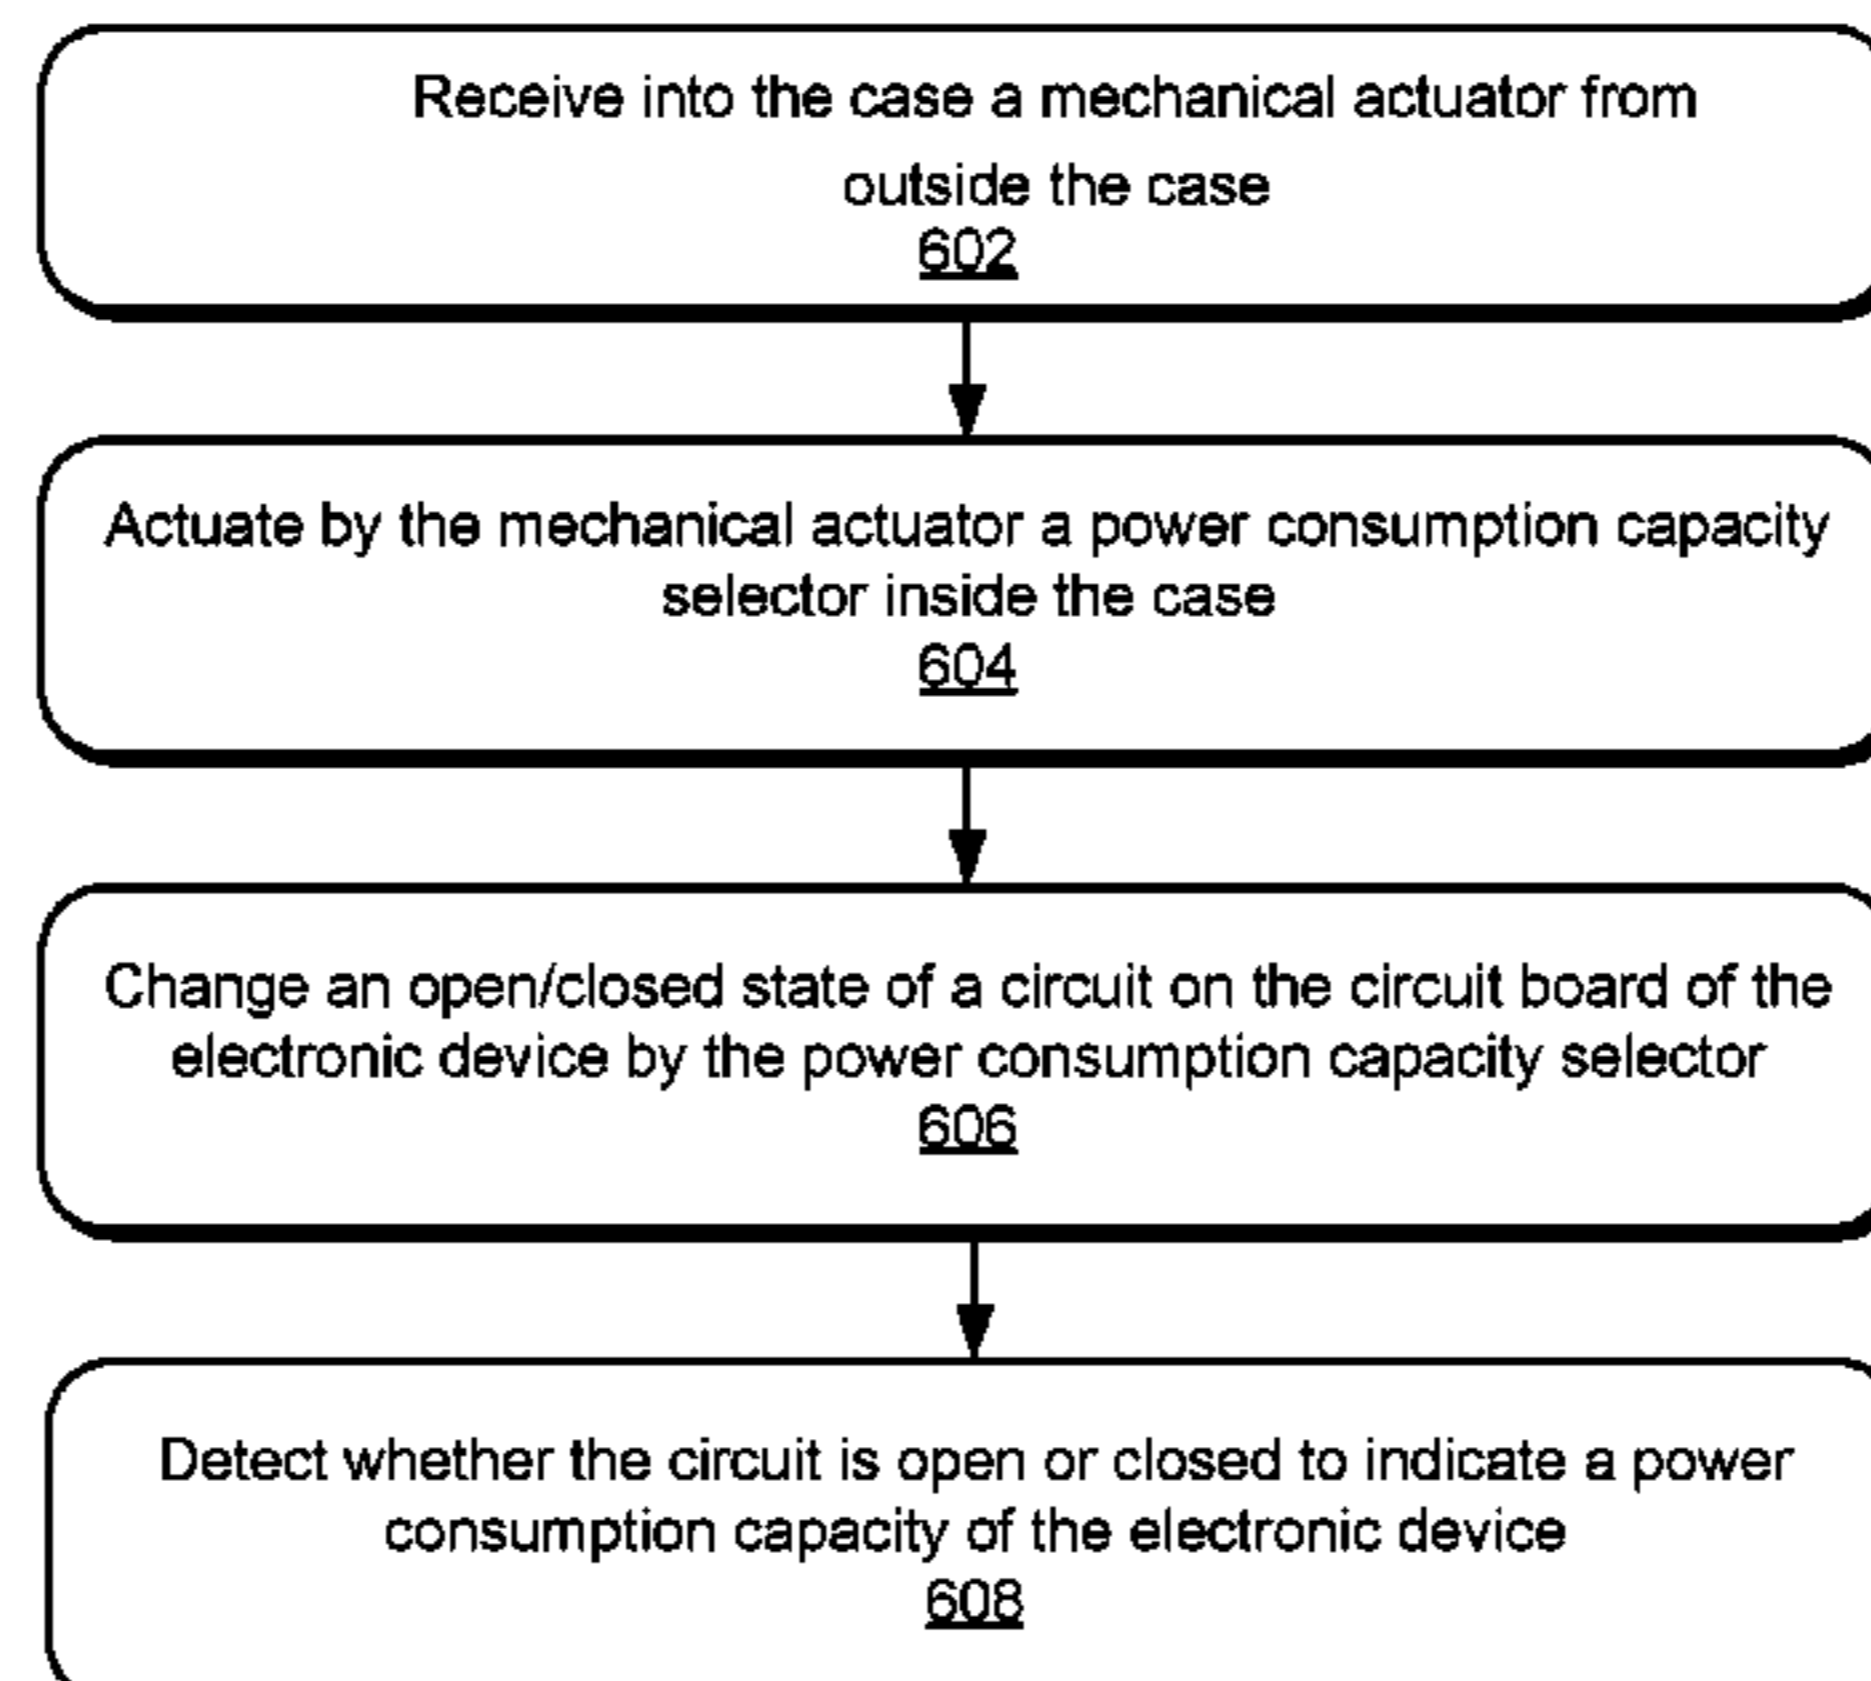 Receive into the case a mechanical actuator from
outside the case
602
Actuate by the mechanical actuator a power consumption capacity
selector inside the case
604
Change an open/closed state of a circuit on the circuit board of the
electronic device by the power consumption capacity selector
606
Detect whether the circuit is open or closed to indicate a power
consumption capacity of the electronic device
608